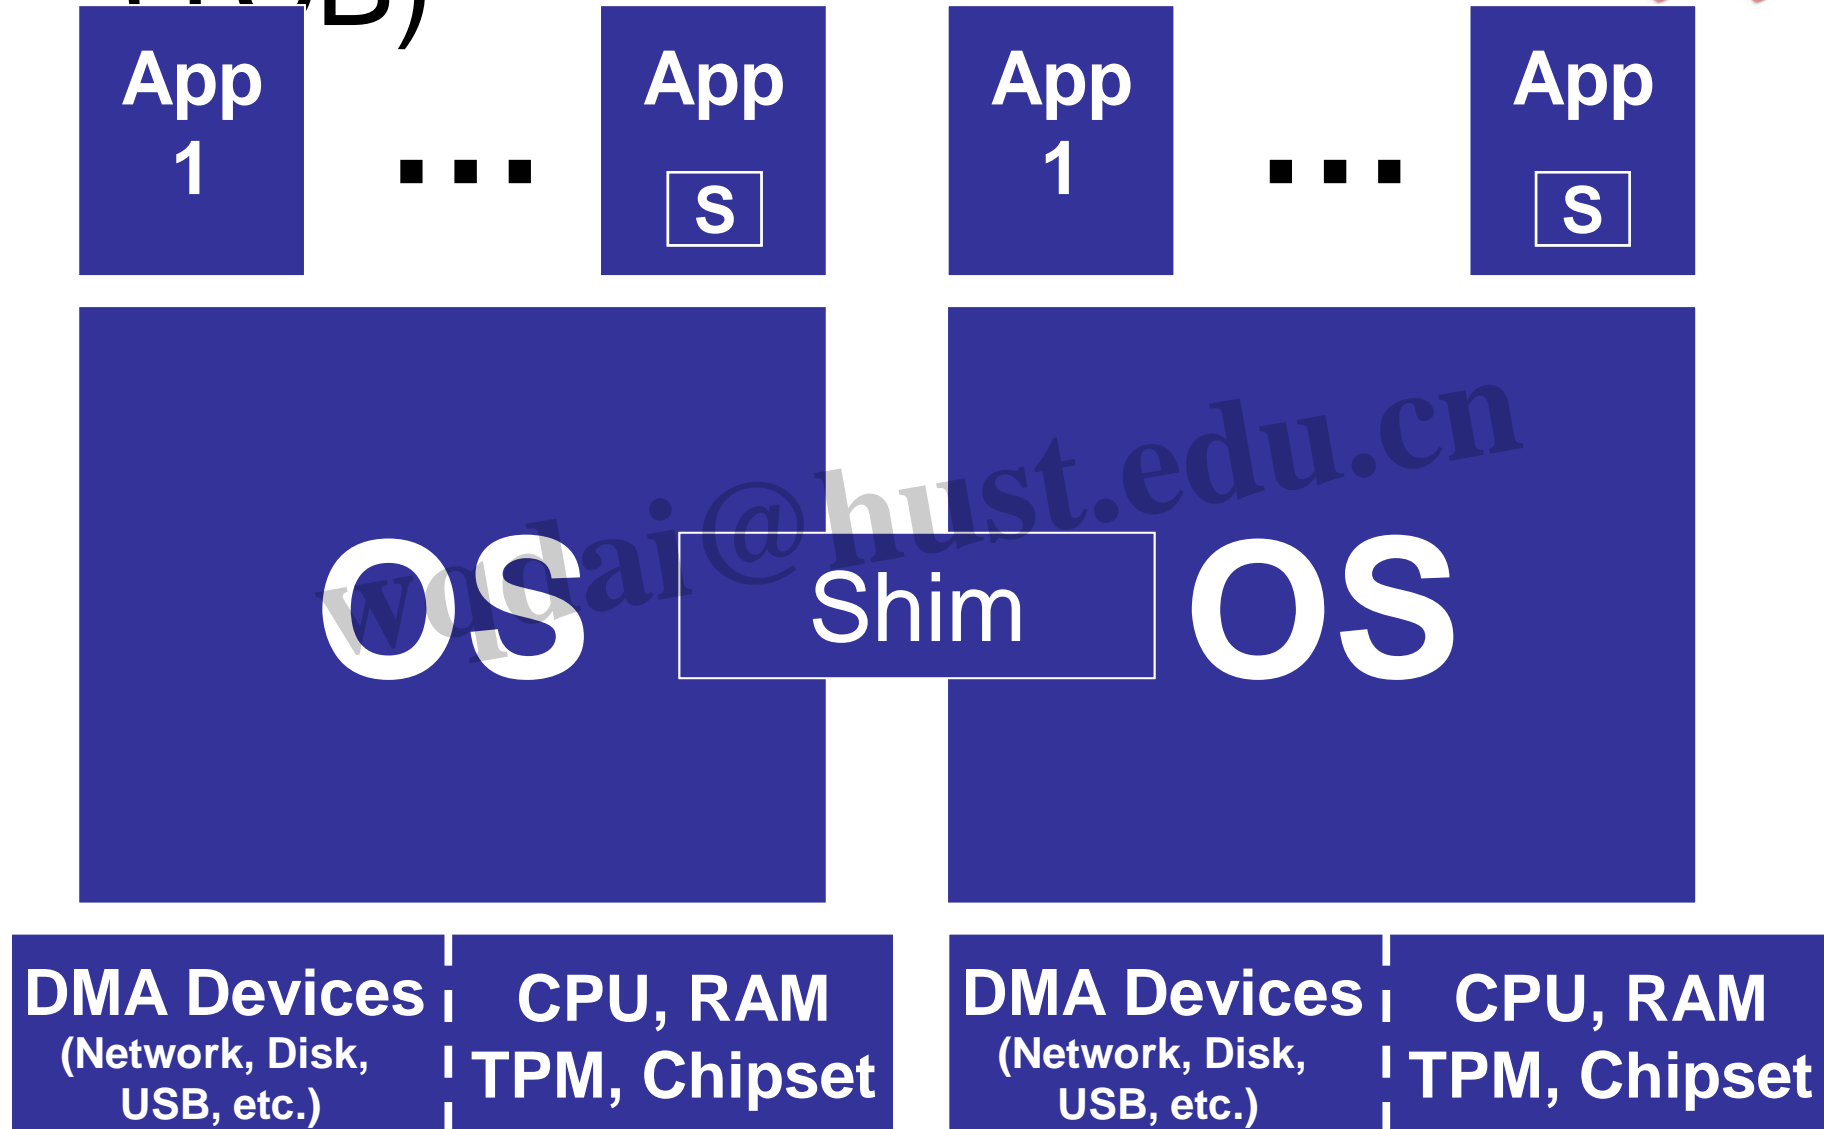 B)
App
1
...
App
S
App
1
...
App
S
OS
Shim
OS
wqdai@hust.edu.cn
DMA Devices
(Network, Disk,
USB, etc.)
CPU, RAM
TPM, Chipset
DMA Devices
(Network, Disk,
USB, etc.)
CPU, RAM
TPM, Chipset